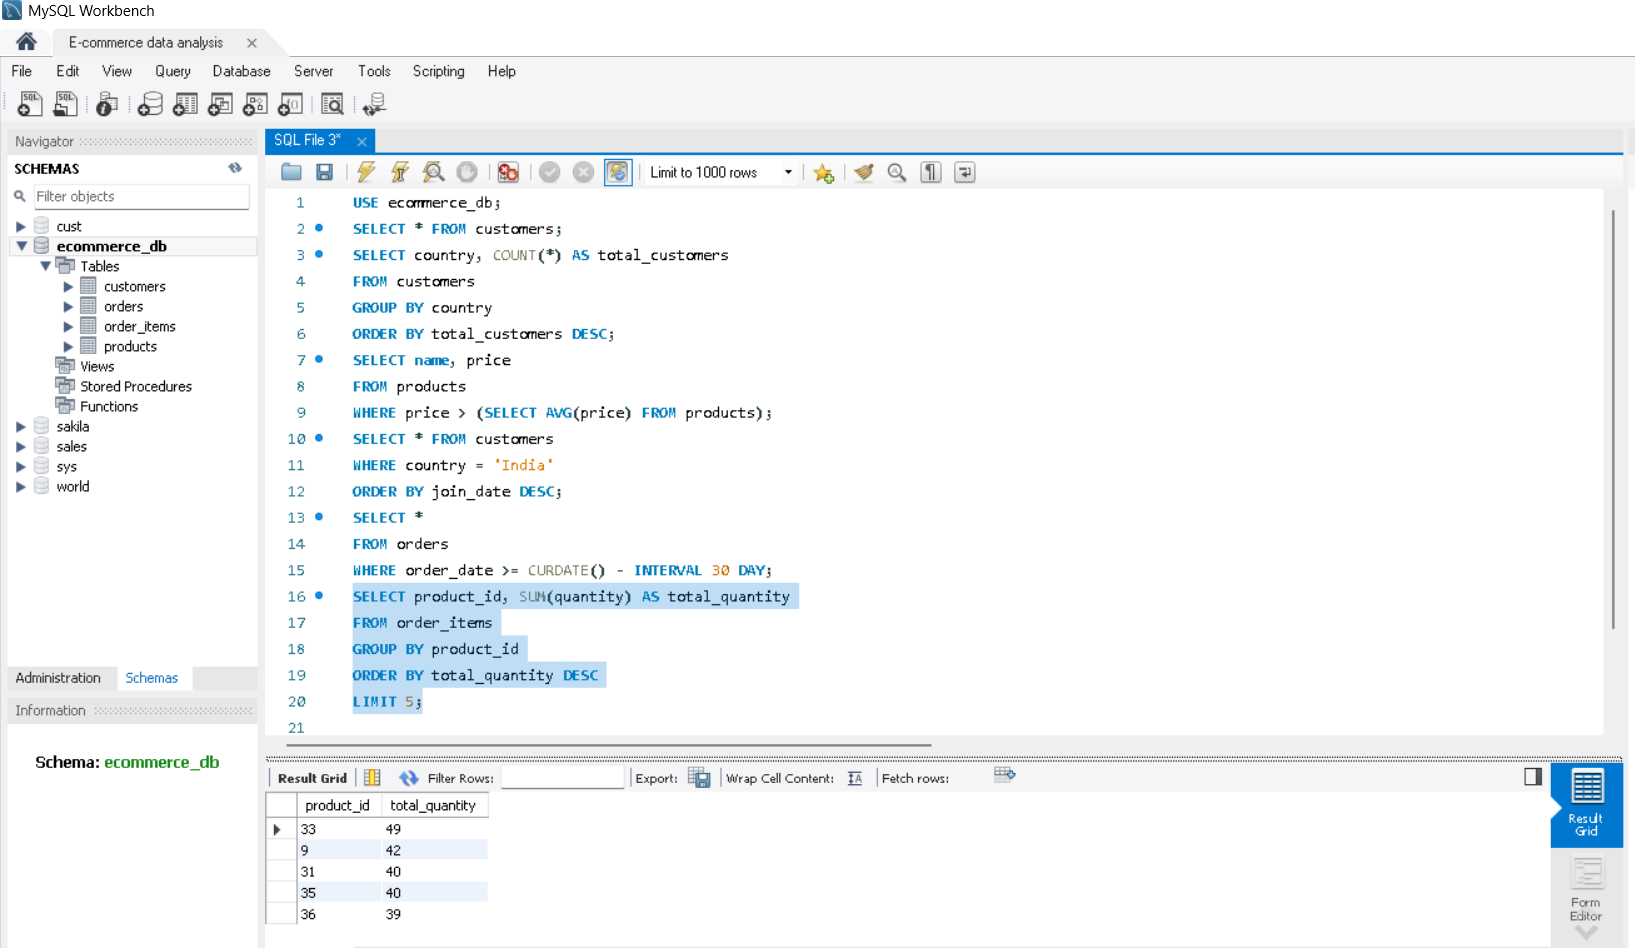 MySQL Workbench
E-commerce data analysis
File Edit View Query Database Server Tools Scripting Help
Navigator
SCHEMAS
Filter objects
cust
ecommerce_db
Tables
customers
orders
order_items
products
Views
Stored Procedures
Functions
sakila
sales
sys
world
Administration Schemas
Information
Schema: ecommerce_db
SQL File 3*
Limit to 1000 rows
1 USE ecommerce_db;
2 SELECT * FROM customers;
3 SELECT country, COUNT(*) AS total_customers
4 FROM customers
5 GROUP BY country
6 ORDER BY total_customers DESC;
7 SELECT name, price
8 FROM products
9 WHERE price > (SELECT AVG(price) FROM products);
10 SELECT * FROM customers
11 WHERE country = 'India'
12 ORDER BY join_date DESC;
13 SELECT *
14 FROM orders
15 WHERE order_date >= CURDATE() - INTERVAL 30 DAY;
16 SELECT product_id, SUM(quantity) AS total_quantity
17 FROM order_items
18 GROUP BY product_id
19 ORDER BY total_quantity DESC
20 LIMIT 5;
21
Result Grid Filter Rows: Export: Wrap Cell Content: Fetch rows:
product_id total_quantity
33 49
9 42
31 40
35 40
36 39
Result
Grid
Form
Editor